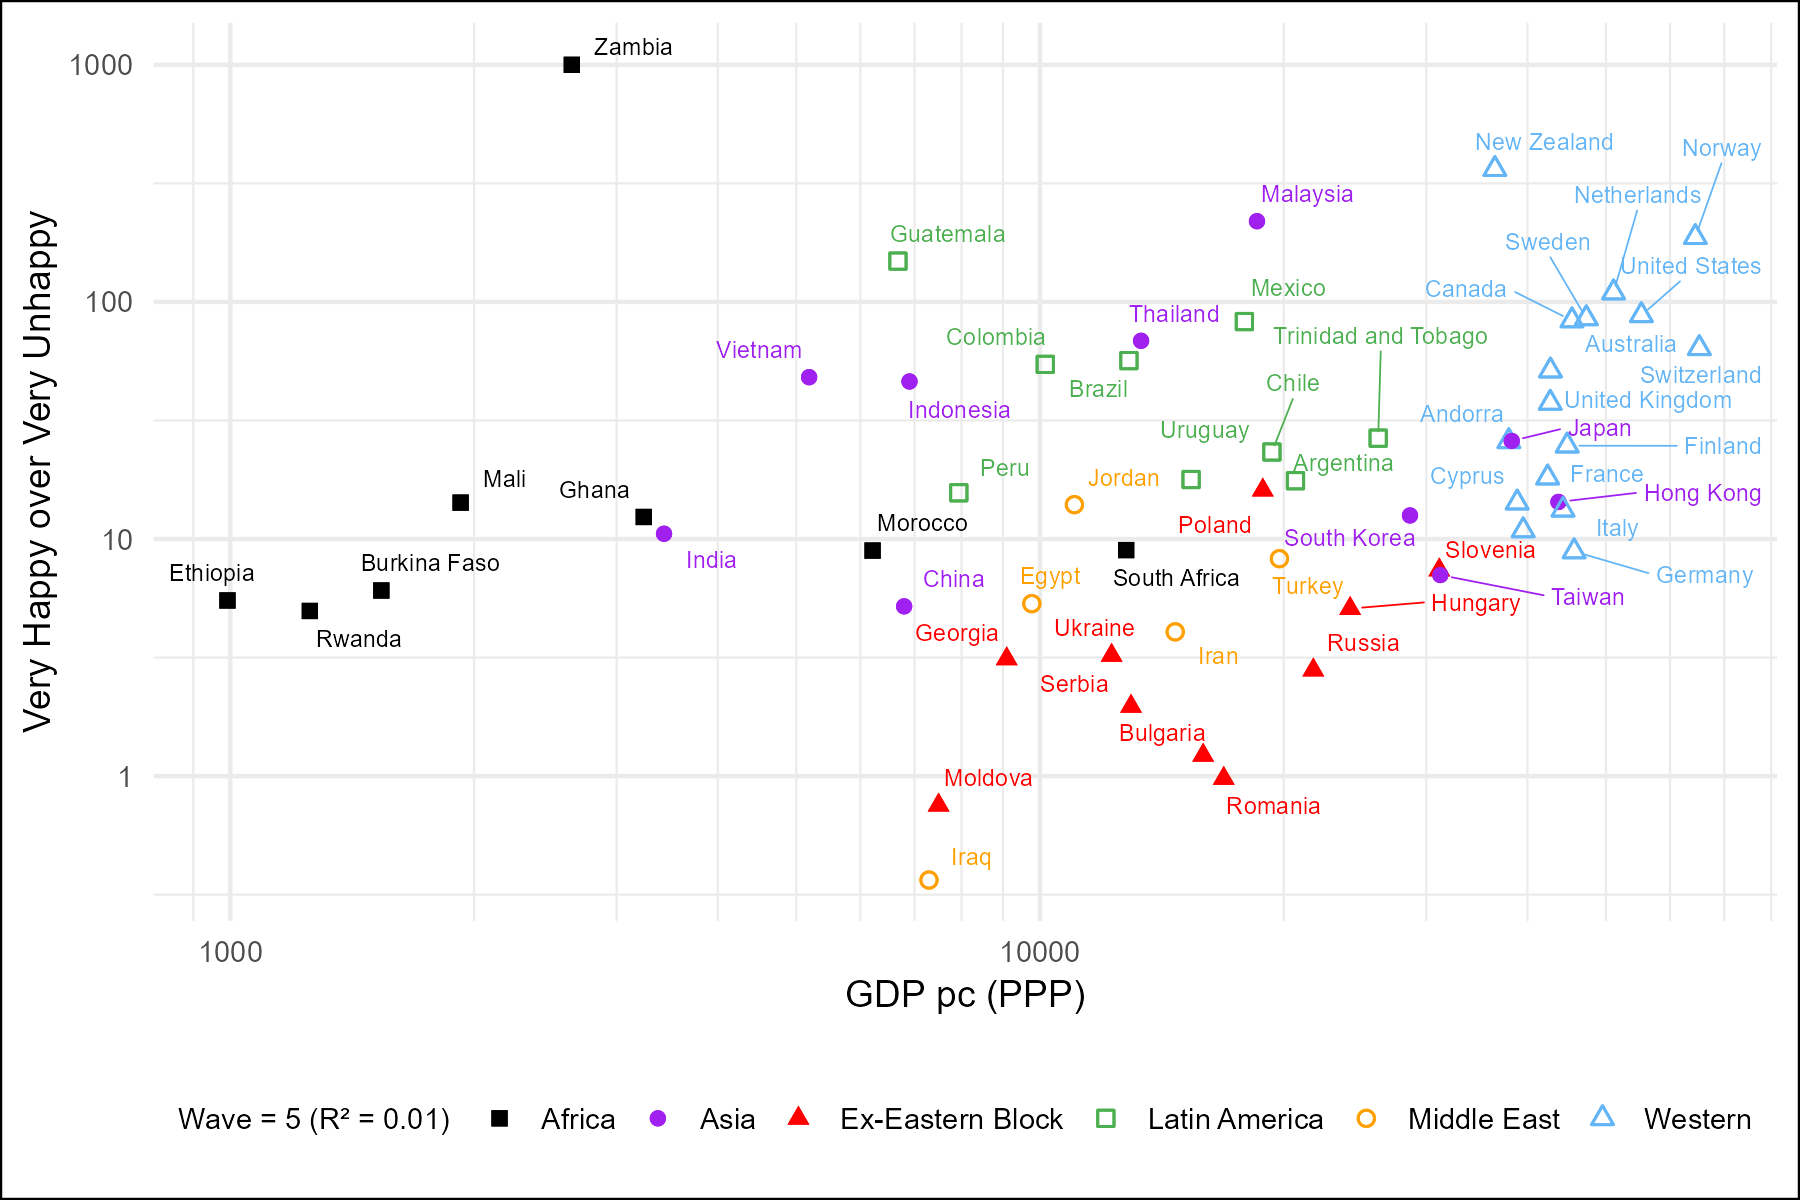 Very Happy over Very Unhappy
1000
100
10
1
Zambia
New Zealand
Norway
Malaysia
Netherlands
Guatemala
Sweden
United States
Mexico
Canada
Thailand
Colombia
Trinidad and Tobago
Vietnam
Australia
Switzerland
Chile
Brazil
Indonesia
United Kingdom
Andorra
Uruguay
Japan
Finland
Argentina
Peru
France
Mali
Jordan
Cyprus
Ghana
Hong Kong
Morocco
Poland
Italy
South Korea
Slovenia
India
Burkina Faso
Ethiopia
Egypt
China
South Africa
Germany
Turkey
Taiwan
Hungary
Ukraine
Georgia
Rwanda
Russia
Iran
Serbia
Bulgaria
Moldova
Romania
Iraq
1000
10000
GDP pc (PPP)
Wave = 5 (R² = 0.01) Africa Asia Ex-Eastern Block Latin America Middle East Western